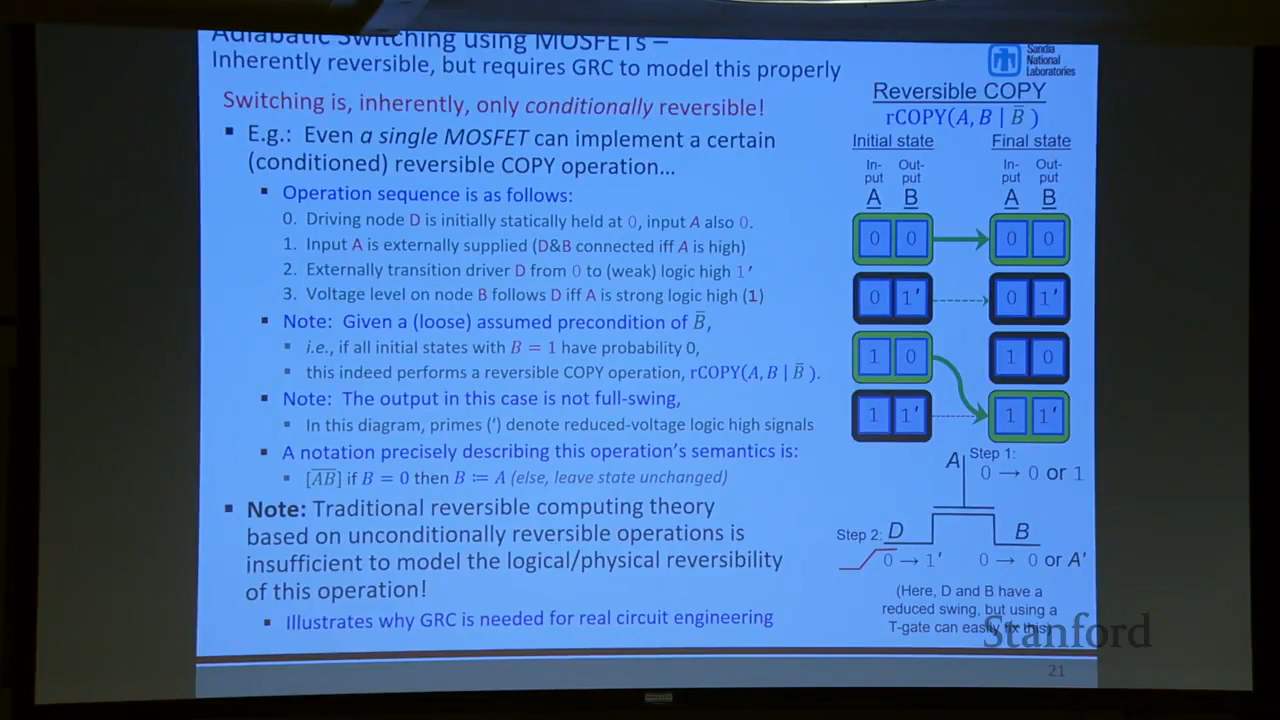 Adiabatic Switching using MOSFETs –
Inherently reversible, but requires GRC to model this properly
Sandia
National
Laboratories
Switching is, inherently, only conditionally reversible!
▪ E.g.: Even a single MOSFET can implement a certain
(conditioned) reversible COPY operation…
▪ Operation sequence is as follows:
0. Driving node D is initially statically held at 0, input A also 0.
1. Input A is externally supplied (D&B connected iff A is high)
2. Externally transition driver D from 0 to (weak) logic high 1′
3. Voltage level on node B follows D iff A is strong logic high (1)
▪ Note: Given a (loose) assumed precondition of B̅,
▪ i.e., if all initial states with B = 1 have probability 0,
▪ this indeed performs a reversible COPY operation, rCOPY(A, B | B̅ ).
▪ Note: The output in this case is not full-swing,
▪ In this diagram, primes (′) denote reduced-voltage logic high signals
▪ A notation precisely describing this operation's semantics is:
▪ [A̅B̅] if B = 0 then B ≔ A (else, leave state unchanged)
▪ Note: Traditional reversible computing theory
based on unconditionally reversible operations is
insufficient to model the logical/physical reversibility
of this operation!
▪ Illustrates why GRC is needed for real circuit engineering
Reversible COPY
rCOPY(A, B | B̅ )
Initial state Final state
In- Out- In- Out-
put put put put
A B A B
0 0 0 0
0 1′ 0 1′
1 0 1 0
1 1′ 1 1′
A Step 1:
0 → 0 or 1
Step 2: D B
0 → 1′ 0 → 0 or A′
(Here, D and B have a
reduced swing, but using a
T-gate can easily fix this)
Stanford
21